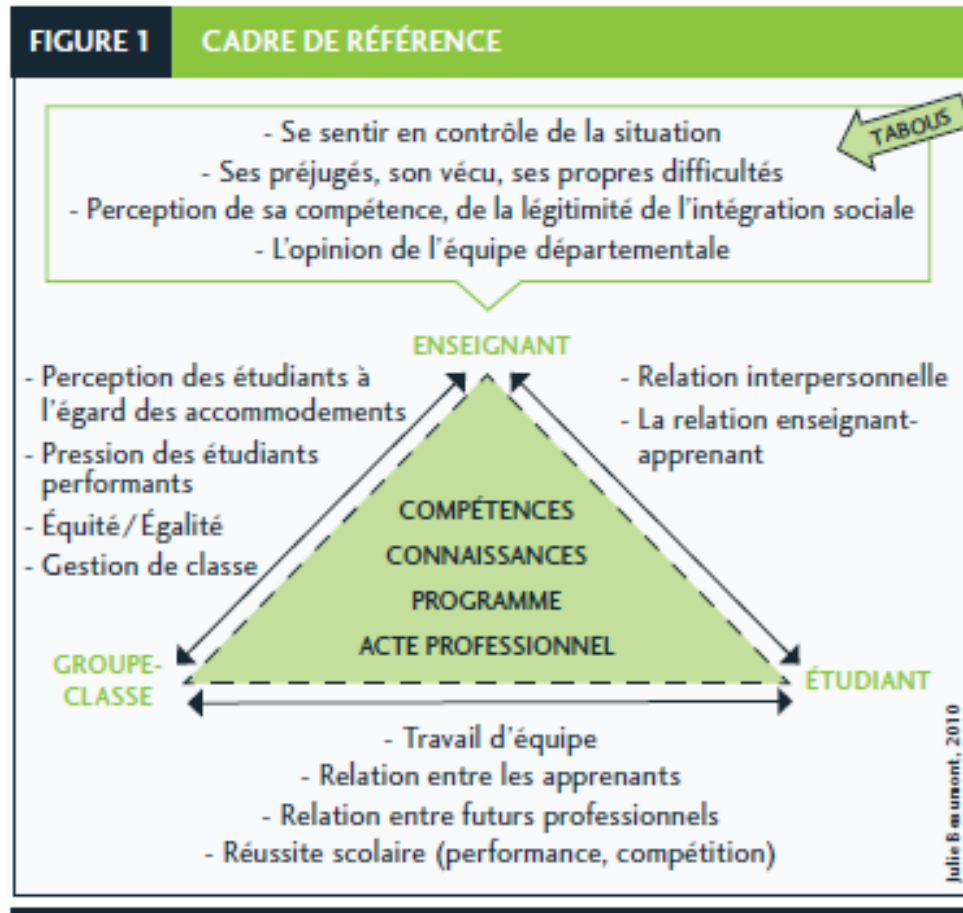 FIGURE 1 CADRE DE RÉFÉRENCE
TABOUS
- Se sentir en contrôle de la situation
- Ses préjugés, son vécu, ses propres difficultés
- Perception de sa compétence, de la légitimité de l'intégration sociale
- L'opinion de l'équipe départementale
ENSEIGNANT
- Perception des étudiants à
l'égard des accommodements
- Pression des étudiants
performants
- Équité/Égalité
- Gestion de classe
- Relation interpersonnelle
- La relation enseignant-
apprenant
COMPÉTENCES
CONNAISSANCES
PROGRAMME
ACTE PROFESSIONNEL
GROUPE-
CLASSE
ÉTUDIANT
- Travail d'équipe
- Relation entre les apprenants
- Relation entre futurs professionnels
- Réussite scolaire (performance, compétition)
Julie Beaumont, 2010